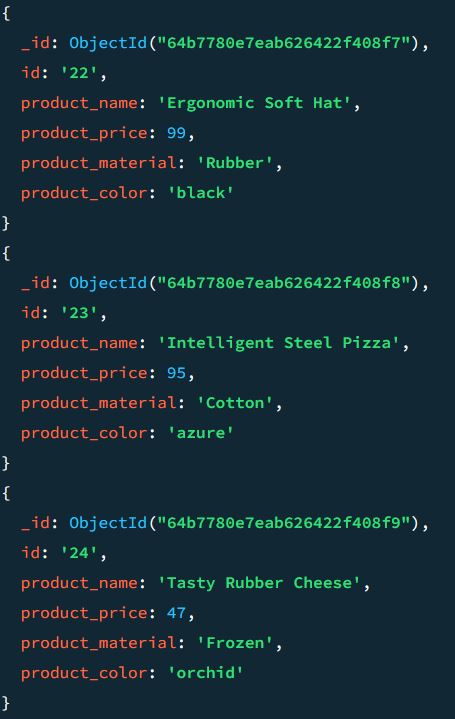 {
  _id: ObjectId("64b7780e7eab626422f408f7"),
  id: '22',
  product_name: 'Ergonomic Soft Hat',
  product_price: 99,
  product_material: 'Rubber',
  product_color: 'black'
}
{
  _id: ObjectId("64b7780e7eab626422f408f8"),
  id: '23',
  product_name: 'Intelligent Steel Pizza',
  product_price: 95,
  product_material: 'Cotton',
  product_color: 'azure'
}
{
  _id: ObjectId("64b7780e7eab626422f408f9"),
  id: '24',
  product_name: 'Tasty Rubber Cheese',
  product_price: 47,
  product_material: 'Frozen',
  product_color: 'orchid'
}